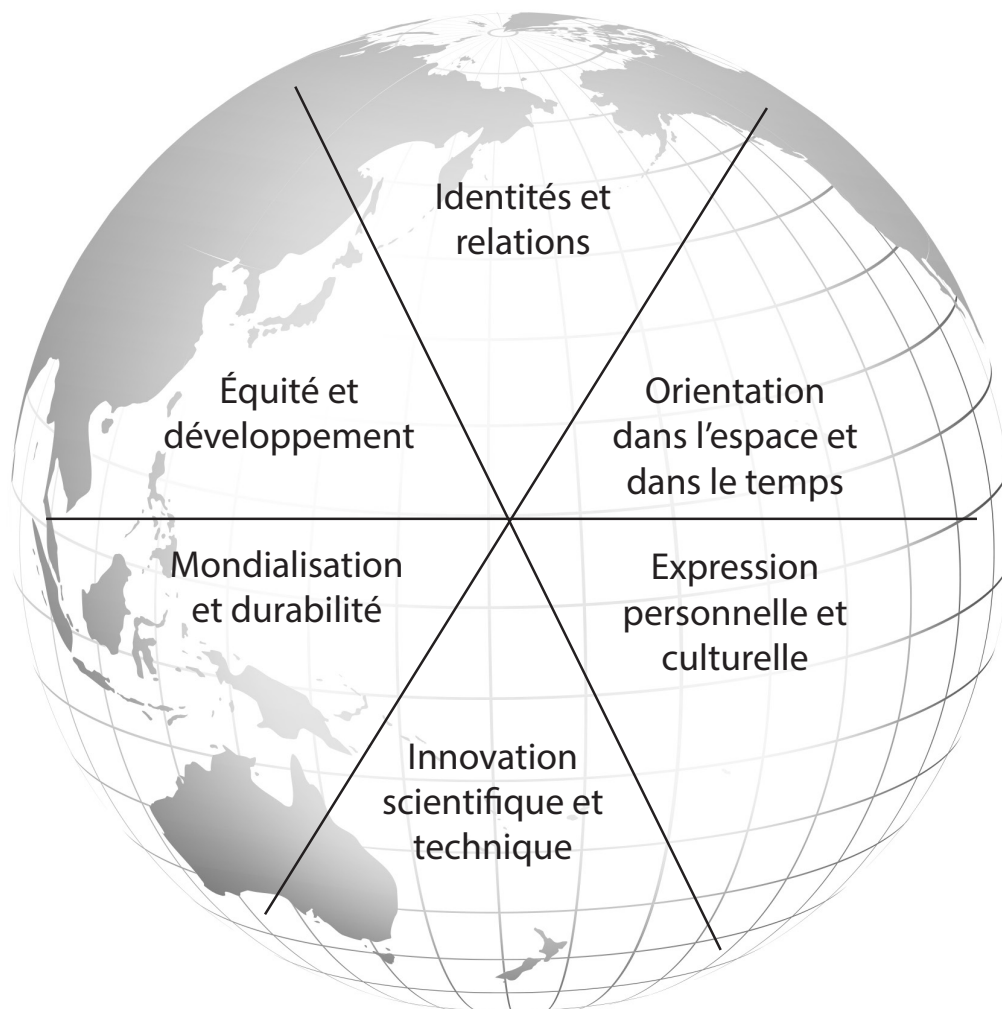 Identités et
relations
Équité et
développement
Orientation
dans l'espace et
dans le temps
Mondialisation
et durabilité
Expression
personnelle et
culturelle
Innovation
scientifique et
technique